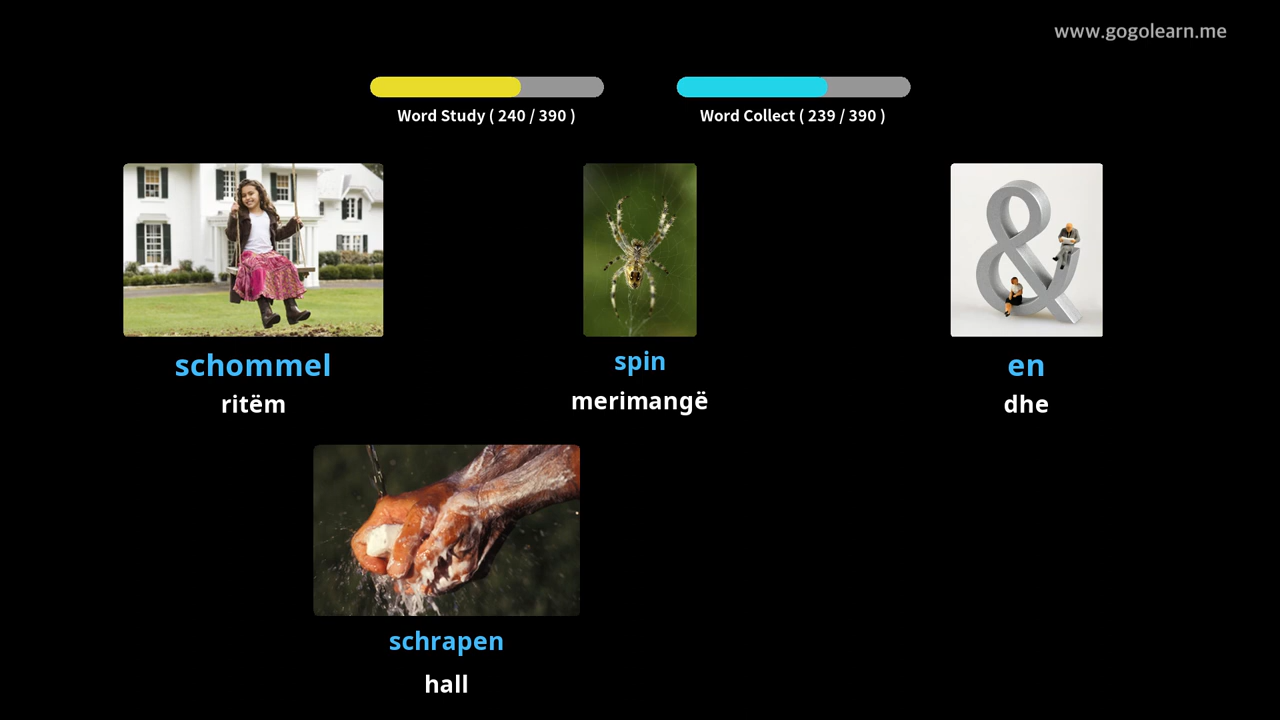 www.gogolearn.me
Word Study ( 240 / 390 )
Word Collect ( 239 / 390 )
schommel
ritëm
spin
merimangë
en
dhe
schrapen
hall